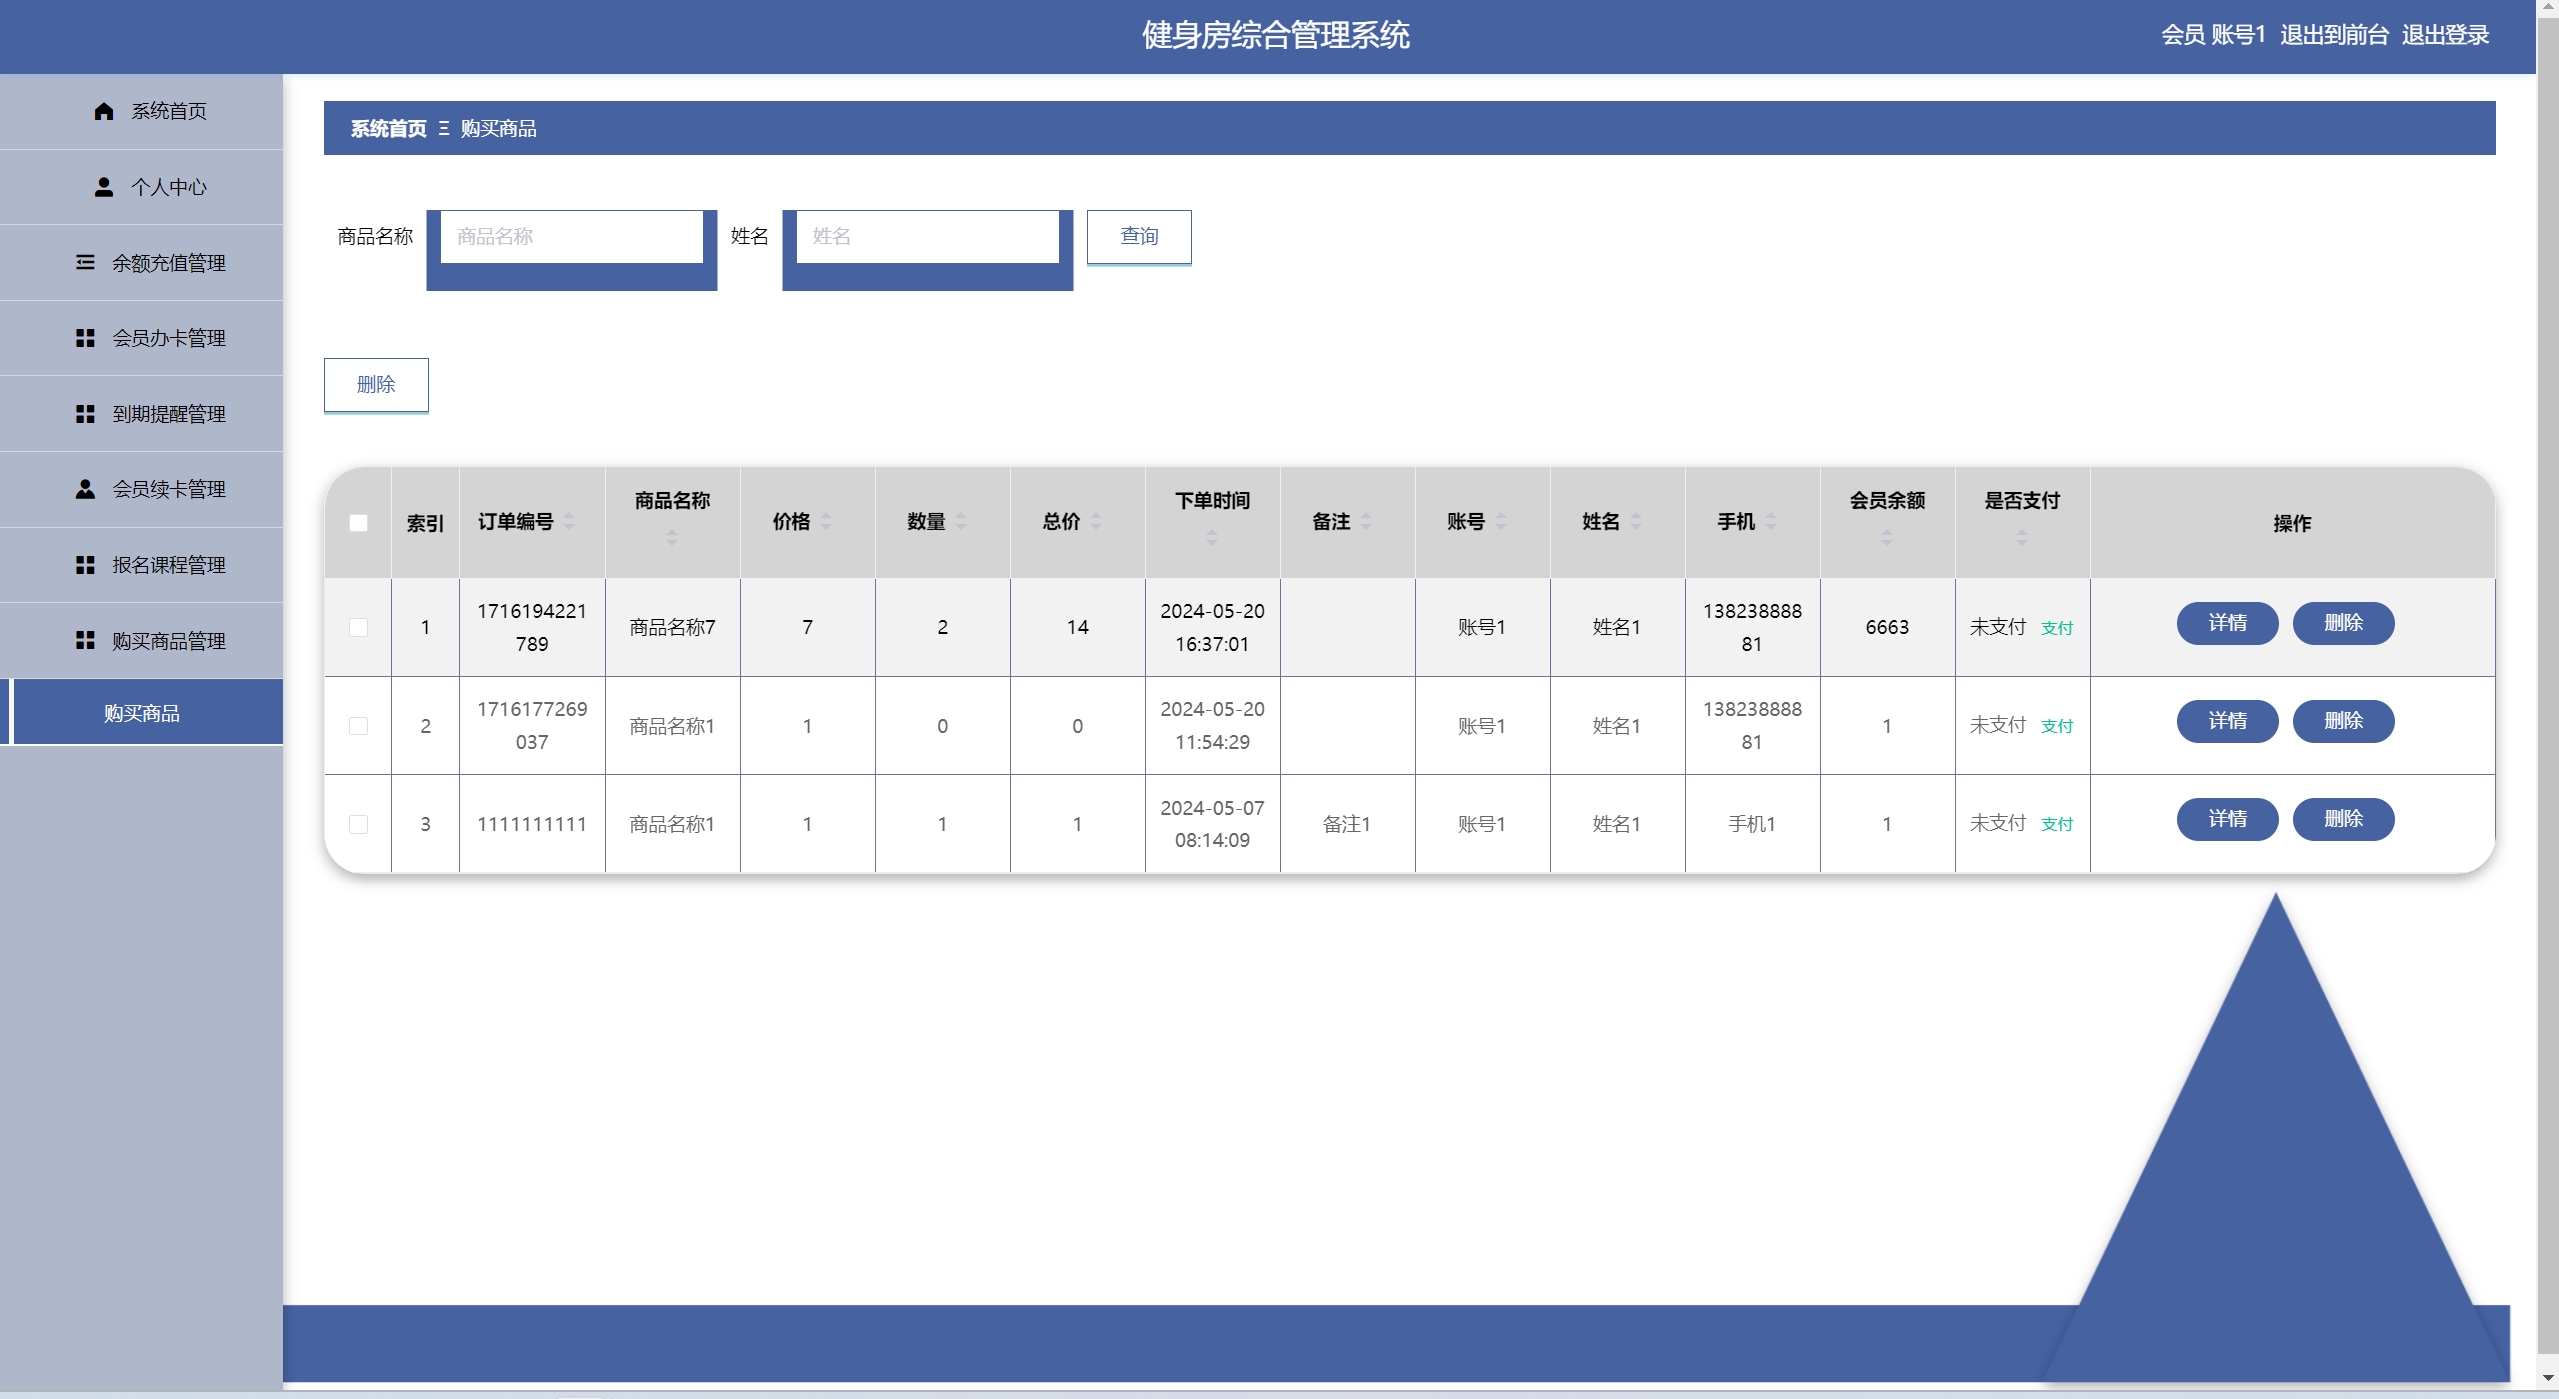 健身房综合管理系统
会员 账号1 退出到前台 退出登录
系统首页
个人中心
余额充值管理
会员办卡管理
到期提醒管理
会员续卡管理
报名课程管理
购买商品管理
购买商品
系统首页 Ξ 购买商品
商品名称 商品名称 姓名 姓名 查询
删除
索引 订单编号 商品名称 价格 数量 总价 下单时间 备注 账号 姓名 手机 会员余额 是否支付 操作
1 1716194221789 商品名称7 7 2 14 2024-05-20 16:37:01 账号1 姓名1 13823888881 6663 未支付 支付 详情 删除
2 1716177269037 商品名称1 1 0 0 2024-05-20 11:54:29 账号1 姓名1 13823888881 1 未支付 支付 详情 删除
3 1111111111 商品名称1 1 1 1 2024-05-07 08:14:09 备注1 账号1 姓名1 手机1 1 未支付 支付 详情 删除